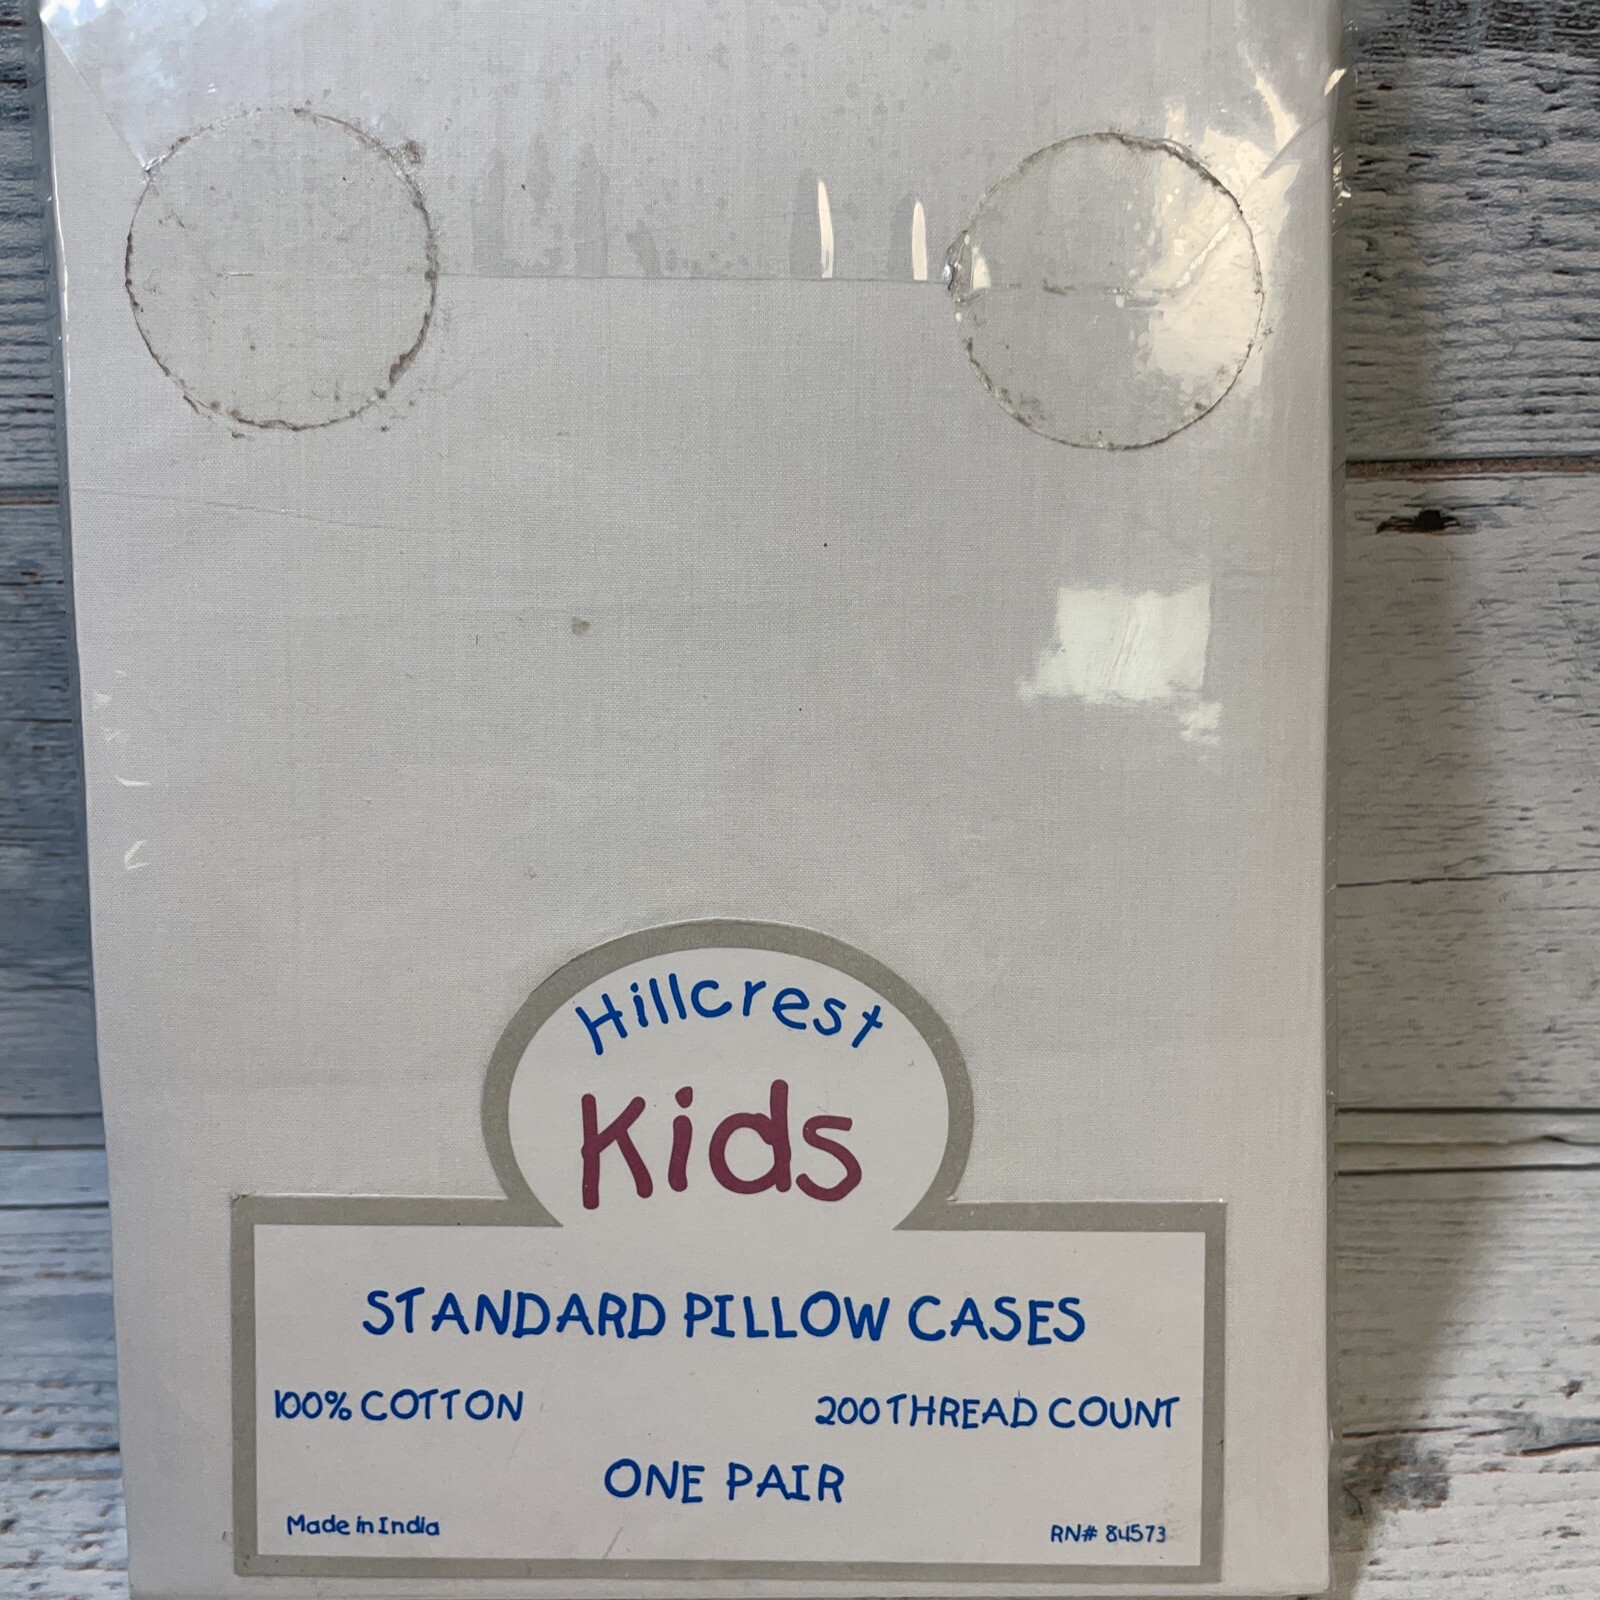 Hillcrest
Kids
STANDARD PILLOW CASES
100% COTTON 200 THREAD COUNT
ONE PAIR
Made in India RN# 84573